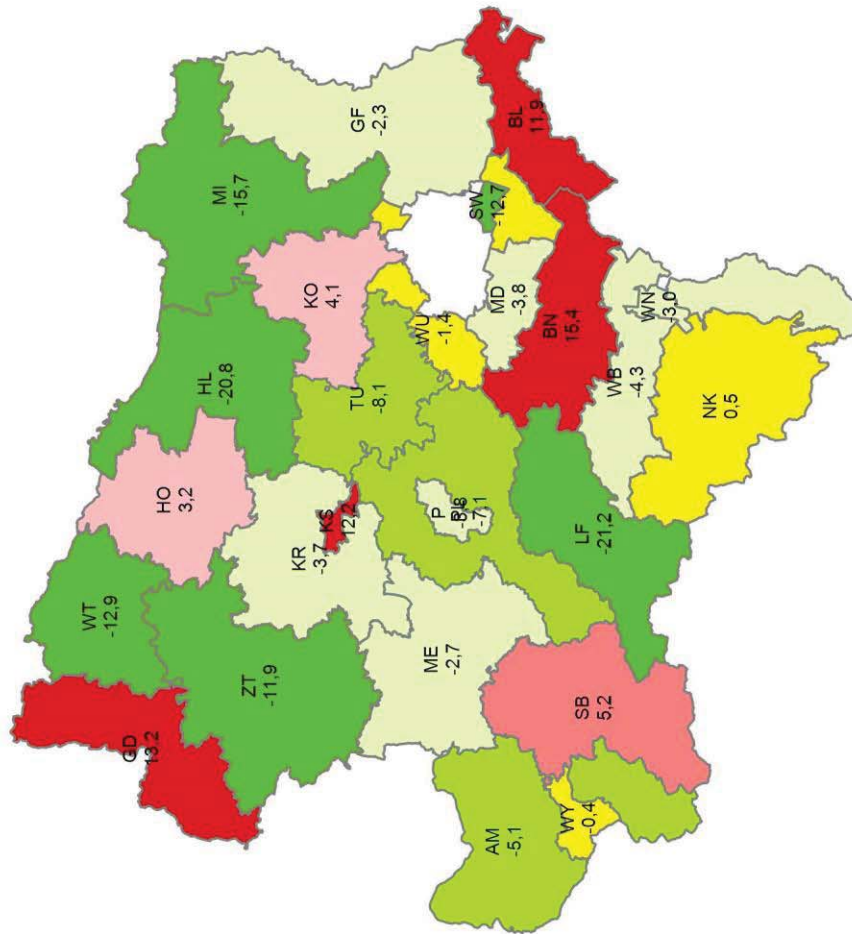 WT
-12,9
GD
13,2
HO
3,2
HL
-20,8
MI
-15,7
ZT
-11,9
KR
-3,7
KO
4,1
KS
12,2
TU
-8,1
GF
-2,3
WU
-1,4
ME
-2,7
P
-7,1
SW
-12,7
AM
-5,1
MD
-3,8
BL
11,9
BN
15,4
WY
-0,4
SB
5,2
LF
-21,2
WB
-4,3
WN
-3,0
NK
0,5